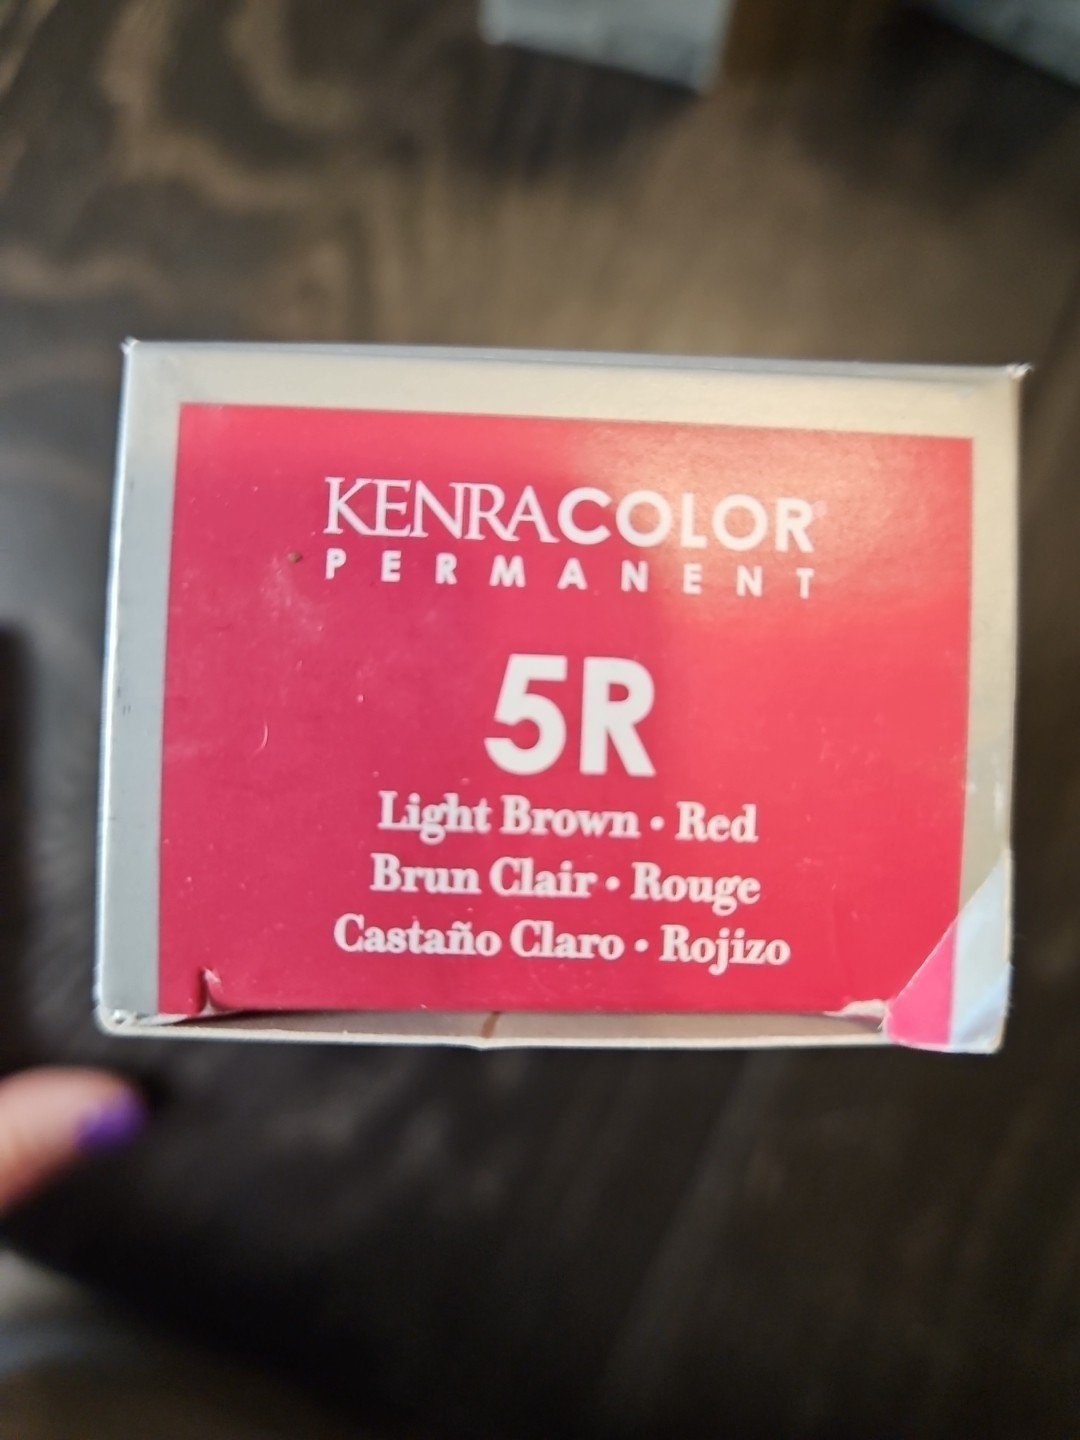 KENRACOLOR®
PERMANENT
5R
Light Brown • Red
Brun Clair • Rouge
Castaño Claro • Rojizo